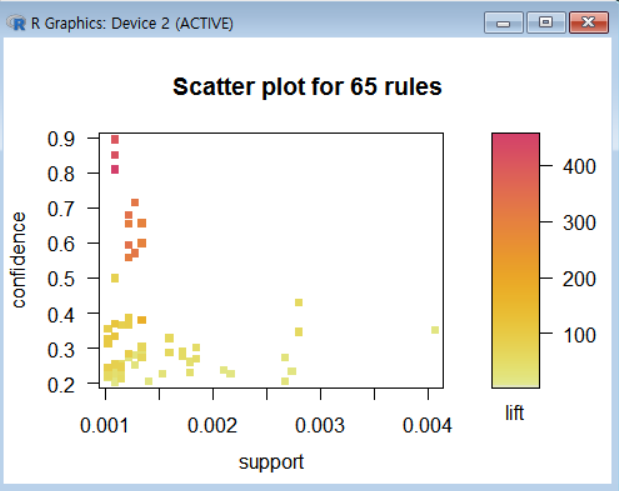 R Graphics: Device 2 (ACTIVE)
Scatter plot for 65 rules
confidence
0.9
0.8
0.7
0.6
0.5
0.4
0.3
0.2
0.001 0.002 0.003 0.004
support
400
300
200
100
lift